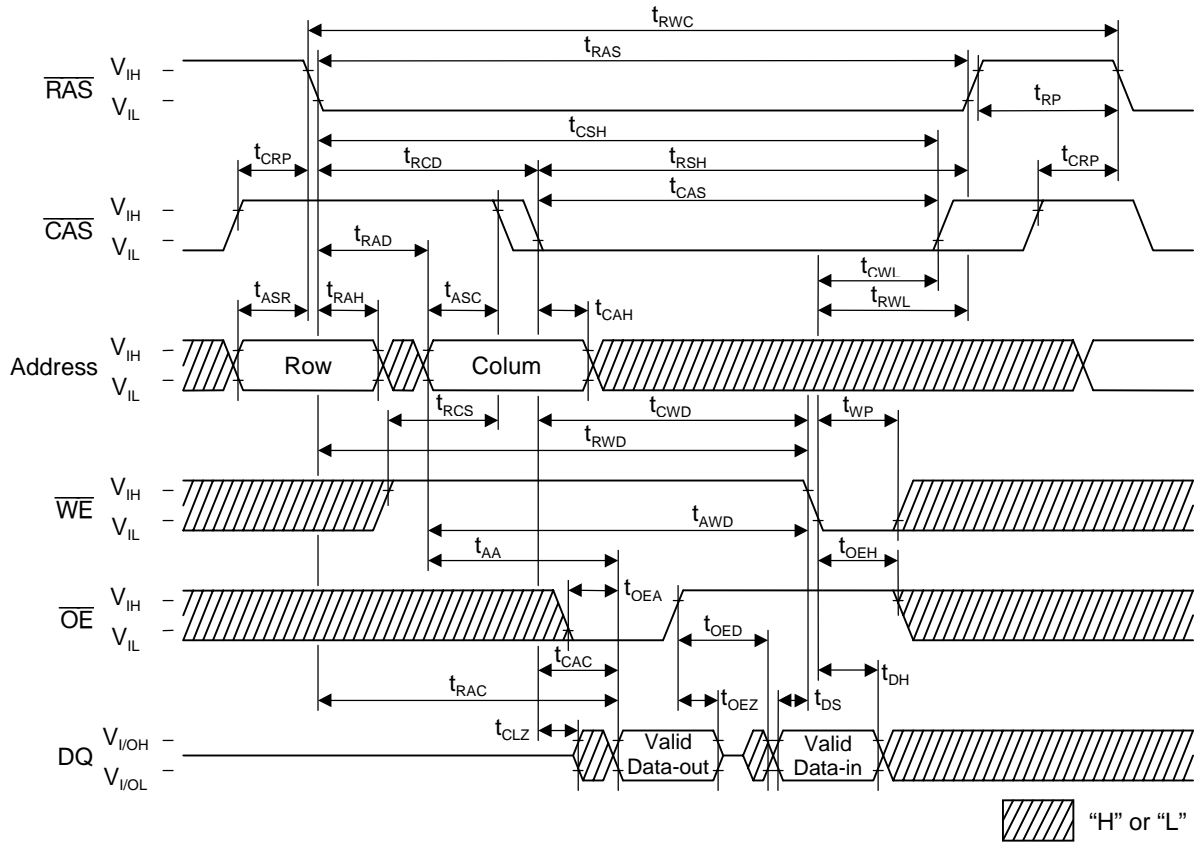 tRWC
tRAS
RAS
VIH
VIL
tRP
tCSH
tCRP
tRCD
tRSH
tCRP
tCAS
CAS
VIH
VIL
tRAD
tCWL
tASR
tRAH
tASC
tCAH
tRWL
Address
VIH
VIL
Row
Colum
tRCS
tCWD
tWP
tRWD
WE
VIH
VIL
tAWD
tAA
tOEH
tOEA
OE
VIH
VIL
tOED
tCAC
tRAC
tOEZ
tDS
tDH
tCLZ
DQ
VI/OH
VI/OL
Valid
Data-out
Valid
Data-in
“H” or “L”